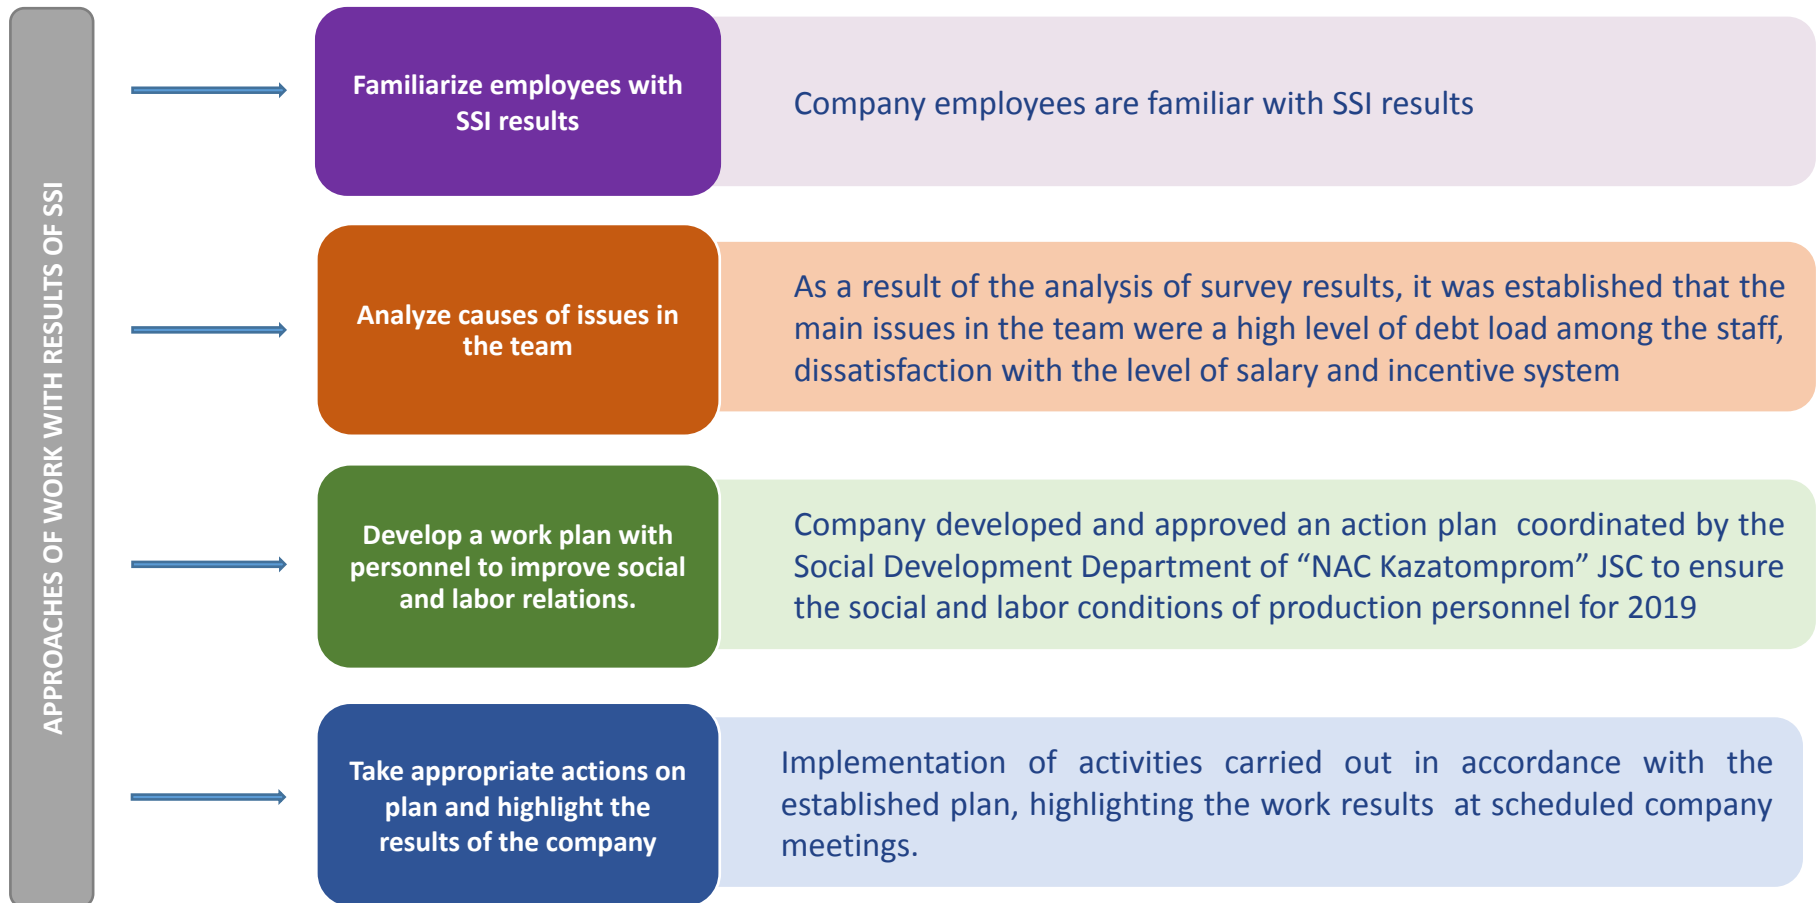 APPROACHES OF WORK WITH RESULTS OF SSI
Familiarize employees with
SSI results
Company employees are familiar with SSI results
Analyze causes of issues in
the team
As a result of the analysis of survey results, it was established that the
main issues in the team were a high level of debt load among the staff,
dissatisfaction with the level of salary and incentive system
Develop a work plan with
personnel to improve social
and labor relations.
Company developed and approved an action plan coordinated by the
Social Development Department of “NAC Kazatomprom” JSC to ensure
the social and labor conditions of production personnel for 2019
Take appropriate actions on
plan and highlight the
results of the company
Implementation of activities carried out in accordance with the
established plan, highlighting the work results at scheduled company
meetings.